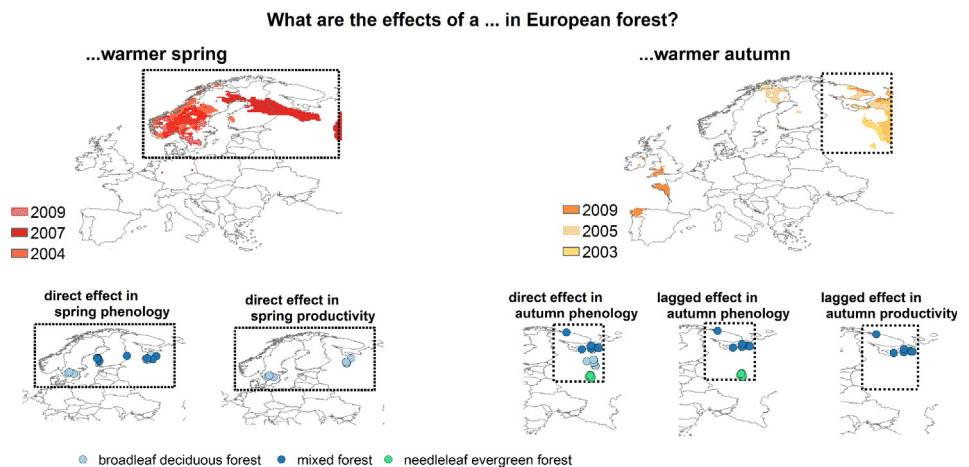 What are the effects of a ... in European forest?
...warmer spring
...warmer autumn
2009
2007
2004
2009
2005
2003
direct effect in
spring phenology
direct effect in
spring productivity
direct effect in
autumn phenology
lagged effect in
autumn phenology
lagged effect in
autumn productivity
broadleaf deciduous forest
mixed forest
needleleaf evergreen forest